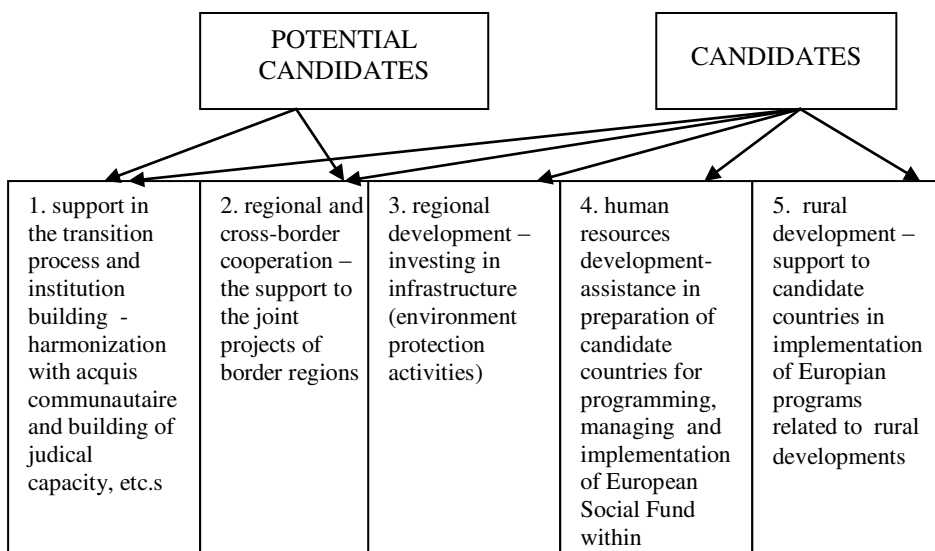 POTENTIAL
CANDIDATES
CANDIDATES
1. support in
the transition
process and
institution
building -
harmonization
with acquis
communautaire
and building of
judical
capacity, etc.s
2. regional and
cross-border
cooperation –
the support to
the joint
projects of
border regions
3. regional
development –
investing in
infrastructure
(environment
protection
activities)
4. human
resources
development-
assistance in
preparation of
candidate
countries for
programming,
managing and
implementation
of European
Social Fund
within
5. rural
development –
support to
candidate
countries in
implementation
of Europian
programs
related to rural
developments